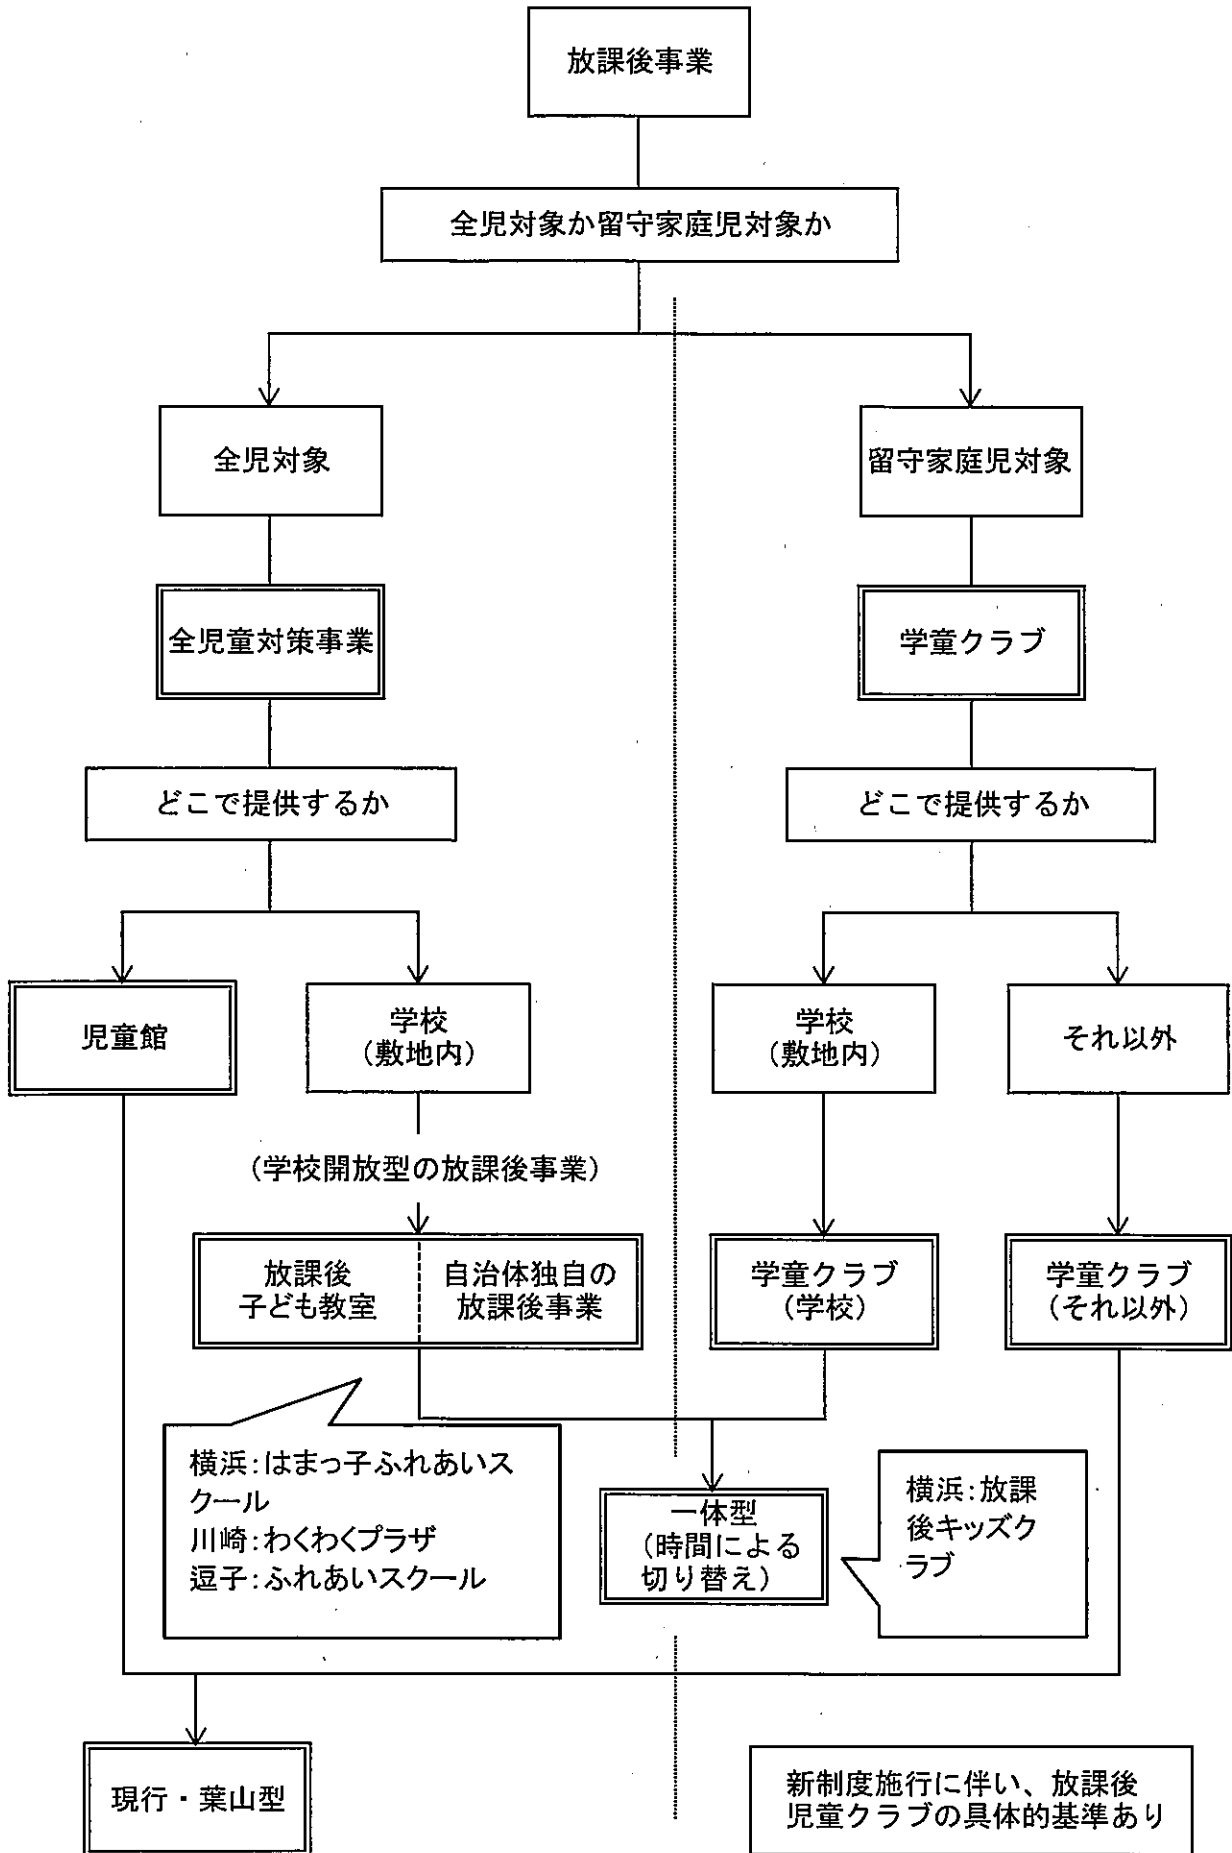 放課後事業
全児対象か留守家庭児対象か
全児対象
留守家庭児対象
全児童対策事業
学童クラブ
どこで提供するか
どこで提供するか
児童館
学校
(敷地内)
学校
(敷地内)
それ以外
(学校開放型の放課後事業)
放課後
子ども教室
自治体独自の
放課後事業
学童クラブ
(学校)
学童クラブ
(それ以外)
横浜:はまっ子ふれあいス
クール
川崎:わくわくプラザ
逗子:ふれあいスクール
一体型
(時間による
切り替え)
横浜:放課
後キッズク
ラブ
現行・葉山型
新制度施行に伴い、放課後
児童クラブの具体的基準あり